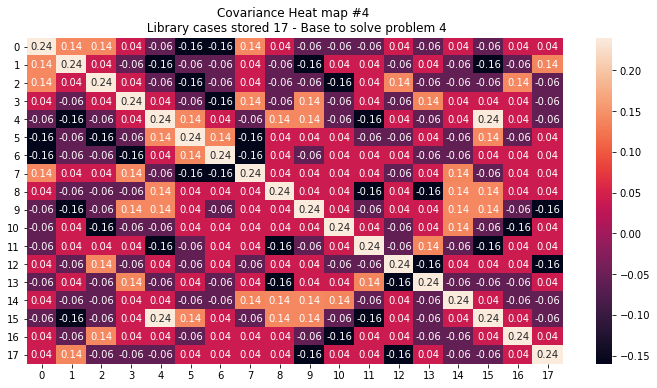 Covariance Heat map #4
Library cases stored 17 - Base to solve problem 4
0 0.24 0.14 0.14 0.04 -0.06 -0.16 -0.16 0.14 0.04 -0.06 -0.06 -0.06 0.04 -0.06 0.04 -0.06 0.04 0.04
1 0.14 0.24 0.04 -0.06 -0.16 -0.06 -0.06 0.04 -0.06 -0.16 0.04 0.04 -0.06 0.04 -0.06 -0.16 -0.06 0.14
2 0.14 0.04 0.24 0.04 -0.06 -0.16 -0.06 0.04 -0.06 -0.06 -0.16 0.04 0.14 -0.06 -0.06 -0.06 0.14 -0.06
3 0.04 -0.06 0.04 0.24 0.04 -0.06 -0.16 0.14 -0.06 0.14 -0.06 0.04 -0.06 0.14 0.04 0.04 0.04 -0.06
4 -0.06 -0.16 -0.06 0.04 0.24 0.14 0.04 -0.06 0.14 0.14 -0.06 -0.16 0.04 -0.06 0.04 0.24 0.04 -0.06
5 -0.16 -0.06 -0.16 -0.06 0.14 0.24 0.14 -0.16 0.04 0.04 0.04 -0.06 -0.06 0.04 -0.06 0.14 -0.06 0.04
6 -0.16 -0.06 -0.06 -0.16 0.04 0.14 0.24 -0.16 0.04 -0.06 0.04 0.04 0.04 -0.06 -0.06 0.04 0.04 0.04
7 0.14 0.04 0.04 0.14 -0.06 -0.16 -0.16 0.24 0.04 0.04 0.04 0.04 -0.06 0.04 0.14 -0.06 0.04 0.04
8 0.04 -0.06 -0.06 -0.06 0.14 0.04 0.04 0.04 0.24 0.04 0.04 -0.16 0.04 -0.16 0.14 0.14 0.04 0.04
9 -0.06 -0.16 -0.06 0.14 0.14 0.04 -0.06 0.04 0.04 0.24 0.04 -0.06 0.04 0.04 0.14 0.14 -0.06 -0.16
10 -0.06 0.04 -0.16 -0.06 -0.06 0.04 0.04 0.04 0.04 0.04 0.24 0.04 -0.06 0.04 0.14 -0.06 -0.16 0.04
11 -0.06 0.04 0.04 0.04 -0.16 -0.06 0.04 0.04 -0.16 -0.06 0.04 0.24 -0.06 0.14 -0.06 -0.16 0.04 0.04
12 0.04 -0.06 0.14 -0.06 0.04 -0.06 0.04 -0.06 0.04 0.04 -0.06 -0.06 0.24 -0.16 0.04 0.04 0.04 -0.16
13 -0.06 0.04 -0.06 0.14 -0.06 0.04 -0.06 0.04 -0.16 0.04 0.04 0.14 -0.16 0.24 -0.06 -0.06 -0.06 0.04
14 0.04 -0.06 -0.06 0.04 0.04 -0.06 -0.06 0.14 0.14 0.14 0.14 -0.06 0.04 -0.06 0.24 0.04 -0.06 -0.06
15 -0.06 -0.16 -0.06 0.04 0.24 0.14 0.04 -0.06 0.14 0.14 -0.06 -0.16 0.04 -0.06 0.04 0.24 0.04 -0.06
16 0.04 -0.06 0.14 0.04 0.04 -0.06 0.04 0.04 0.04 -0.06 -0.16 0.04 0.04 -0.06 -0.06 0.04 0.24 0.04
17 0.04 0.14 -0.06 -0.06 -0.06 0.04 0.04 0.04 0.04 -0.16 0.04 0.04 -0.16 0.04 -0.06 -0.06 0.04 0.24
0 1 2 3 4 5 6 7 8 9 10 11 12 13 14 15 16 17
0.20
0.15
0.10
0.05
0.00
−0.05
−0.10
−0.15